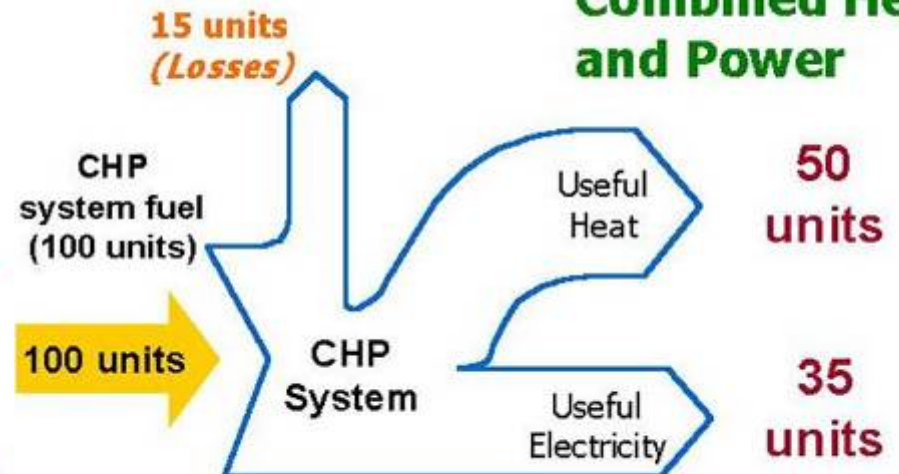 15 units
(Losses)
and Power
CHP
system fuel
(100 units)
100 units
CHP
System
Useful
Heat
50
units
Useful
Electricity
35
units